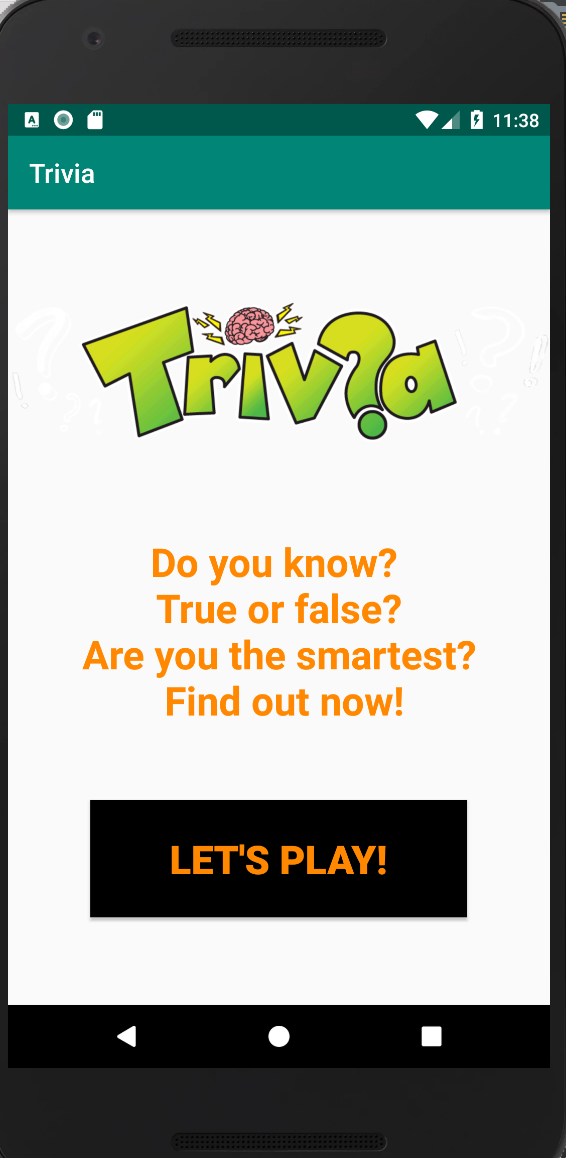 11:38
Trivia
Triv?a
Do you know?
True or false?
Are you the smartest?
Find out now!
LET'S PLAY!